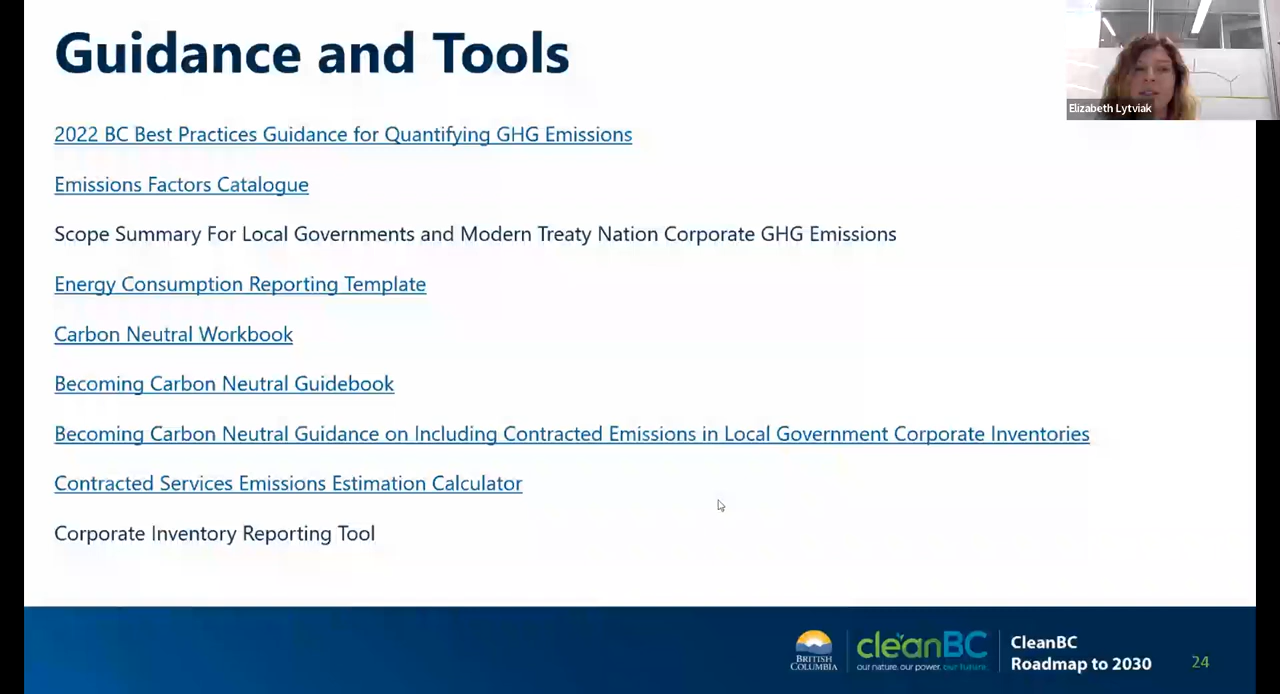 Guidance and Tools
Elizabeth Lytviak
2022 BC Best Practices Guidance for Quantifying GHG Emissions
Emissions Factors Catalogue
Scope Summary For Local Governments and Modern Treaty Nation Corporate GHG Emissions
Energy Consumption Reporting Template
Carbon Neutral Workbook
Becoming Carbon Neutral Guidebook
Becoming Carbon Neutral Guidance on Including Contracted Emissions in Local Government Corporate Inventories
Contracted Services Emissions Estimation Calculator
Corporate Inventory Reporting Tool
BRITISH
COLUMBIA
cleanBC
our nature. our power. our future.
CleanBC
Roadmap to 2030
24